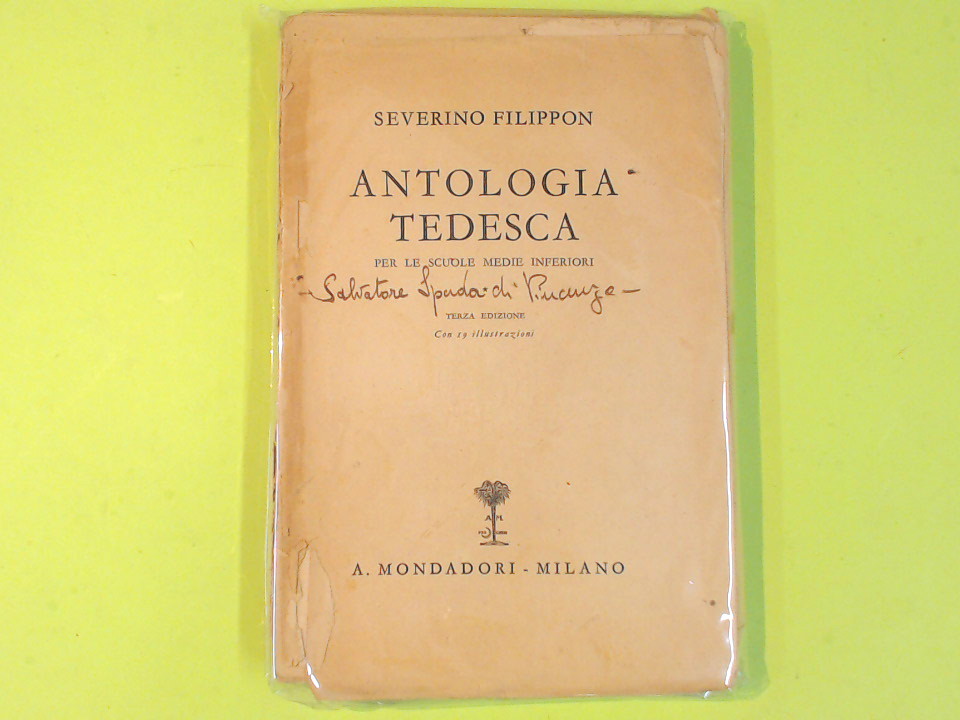 SEVERINO FILIPPON
ANTOLOGIA
TEDESCA
PER LE SCUOLE MEDIE INFERIORI
- Salvatore Spada di Vincenzo -
TERZA EDIZIONE
Con 19 illustrazioni
A. M.
A. MONDADORI - MILANO